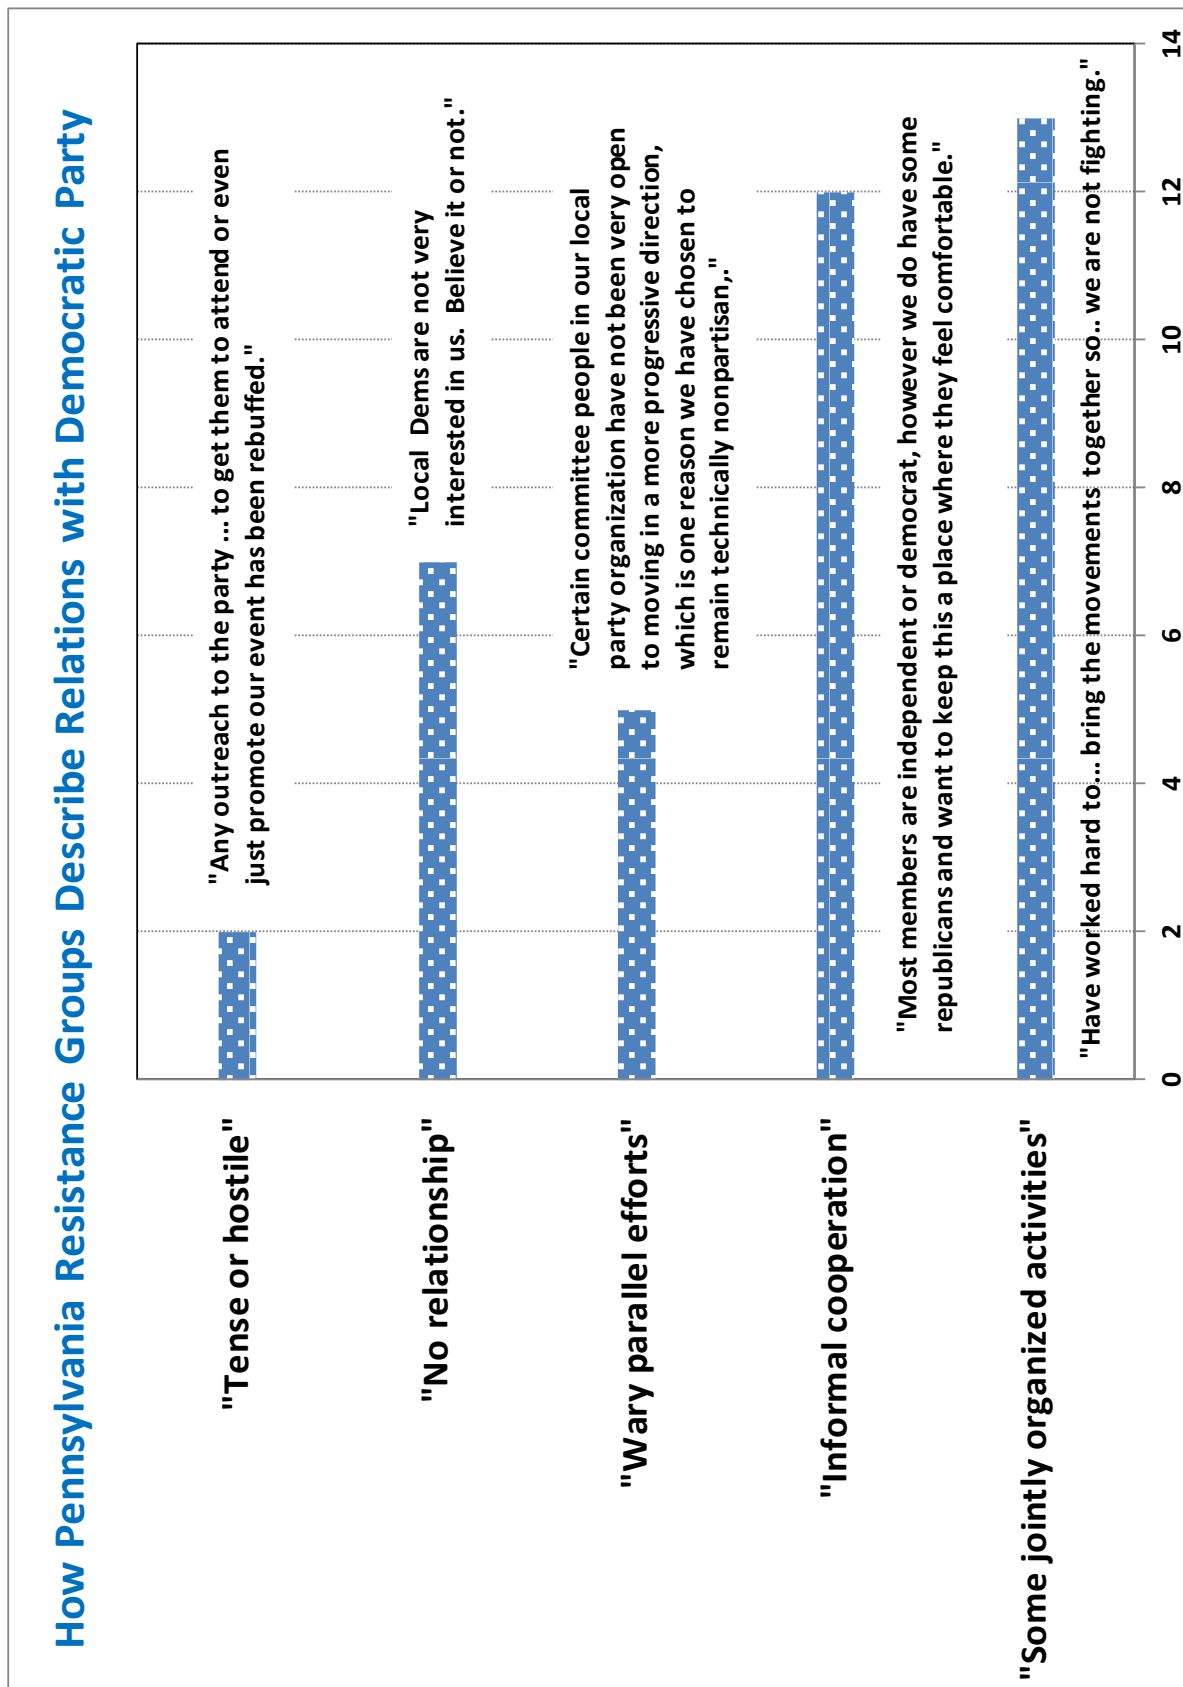 How Pennsylvania Resistance Groups Describe Relations with Democratic Party
"Tense or hostile"
"Any outreach to the party ... to get them to attend or even
just promote our event has been rebuffed."
"No relationship"
"Local Dems are not very
interested in us. Believe it or not."
"Wary parallel efforts"
"Certain committee people in our local
party organization have not been very open
to moving in a more progressive direction,
which is one reason we have chosen to
remain technically nonpartisan,."
"Informal cooperation"
"Most members are independent or democrat, however we do have some
republicans and want to keep this a place where they feel comfortable."
"Some jointly organized activities"
"Have worked hard to... bring the movements together so.. we are not fighting."
0 2 4 6 8 10 12 14